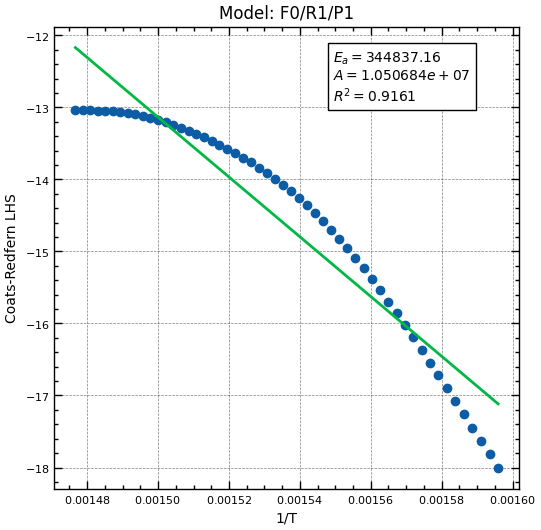 Model: F0/R1/P1
E_a = 344837.16
A = 1.050684e + 07
R² = 0.9161
Coats-Redfern LHS
−12
−13
−14
−15
−16
−17
−18
0.00148 0.00150 0.00152 0.00154 0.00156 0.00158 0.00160
1/T